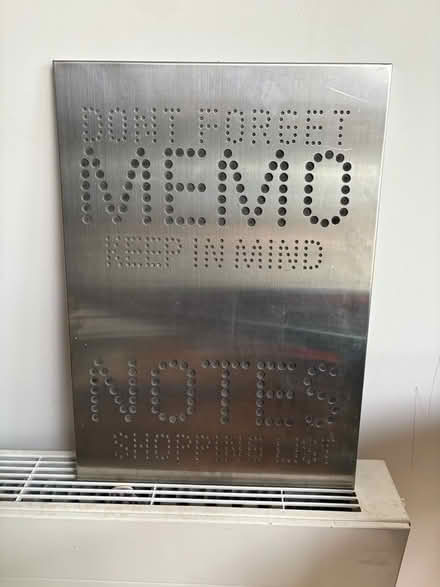 DONT FORGET
MEMO
KEEP IN MIND
NOTES
SHOPPING LIST